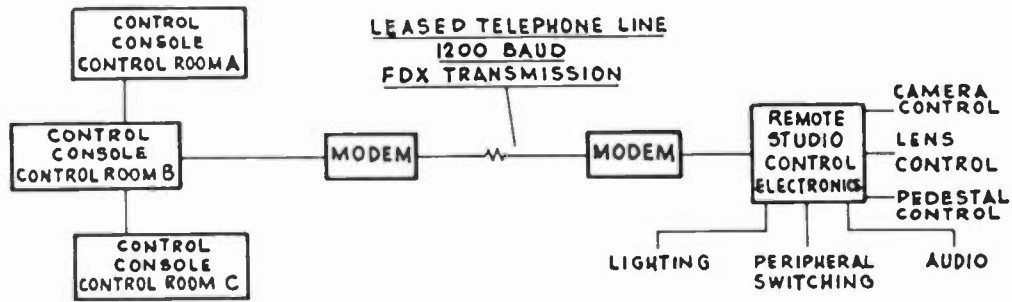 CONTROL
CONSOLE
CONTROL ROOM A
CONTROL
CONSOLE
CONTROL ROOM B
CONTROL
CONSOLE
CONTROL ROOM C
MODEM
LEASED TELEPHONE LINE
1200 BAUD
FDX TRANSMISSION
MODEM
REMOTE
STUDIO
CONTROL
ELECTRONICS
CAMERA
CONTROL
LENS
CONTROL
PEDESTAL
CONTROL
LIGHTING
PERIPHERAL
SWITCHING
AUDIO